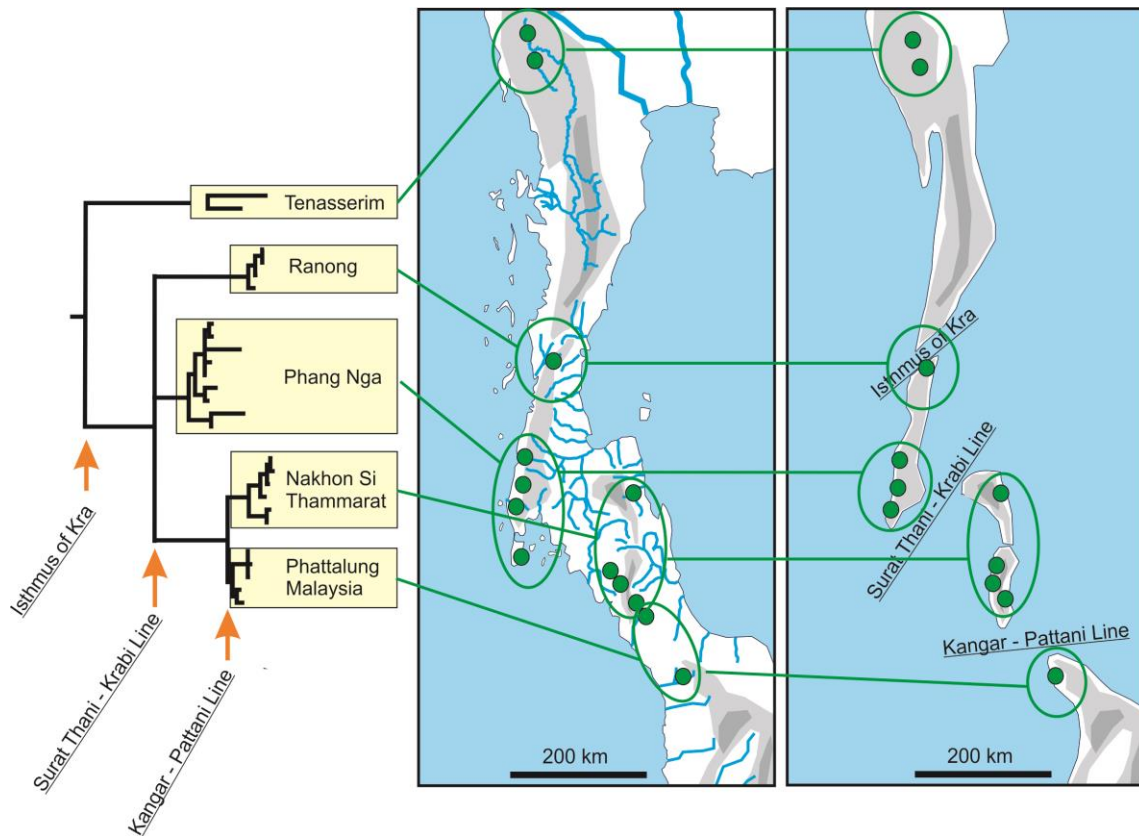 Tenasserim
Ranong
Phang Nga
Nakhon Si
Thammarat
Phattalung
Malaysia
Isthmus of Kra
Surat Thani - Krabi Line
Kangar - Pattani Line
200 km
Isthmus of Kra
Surat Thani - Krabi Line
Kangar - Pattani Line
200 km